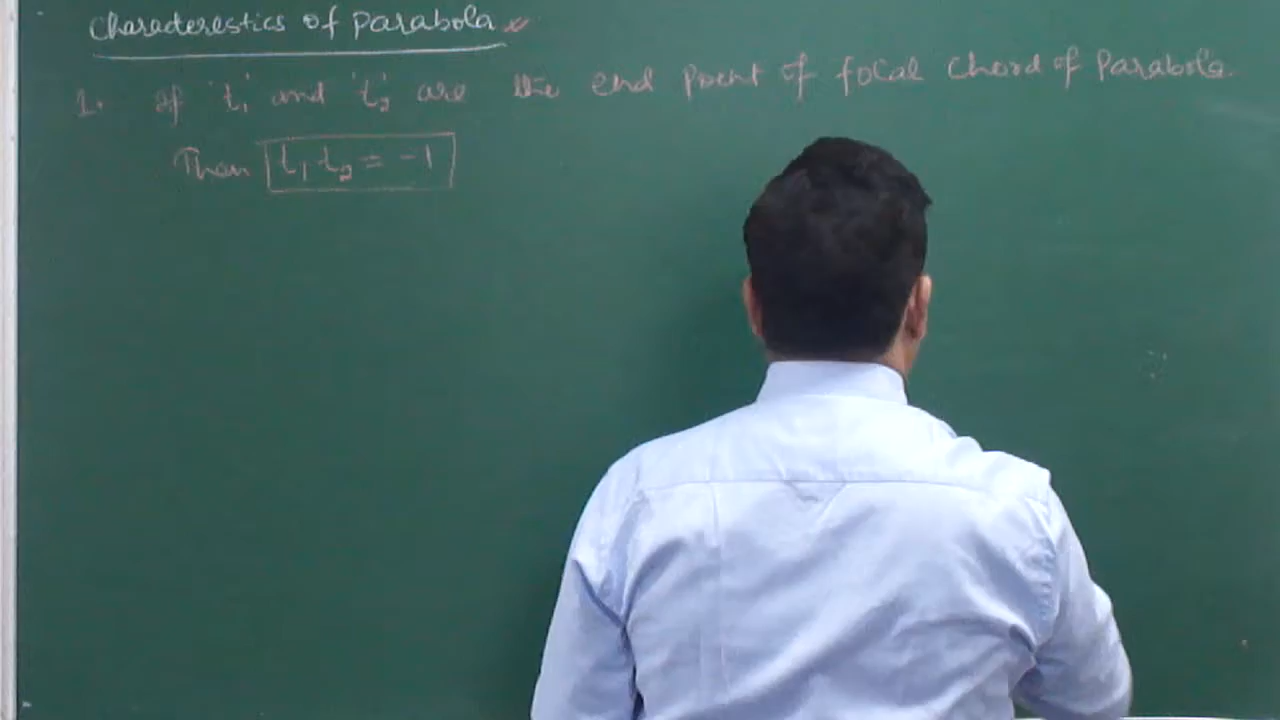 characterestics of Parabola
1. If 't₁' and 't₂' are the end point of focal chord of Parabola.
Then t₁ t₂ = -1